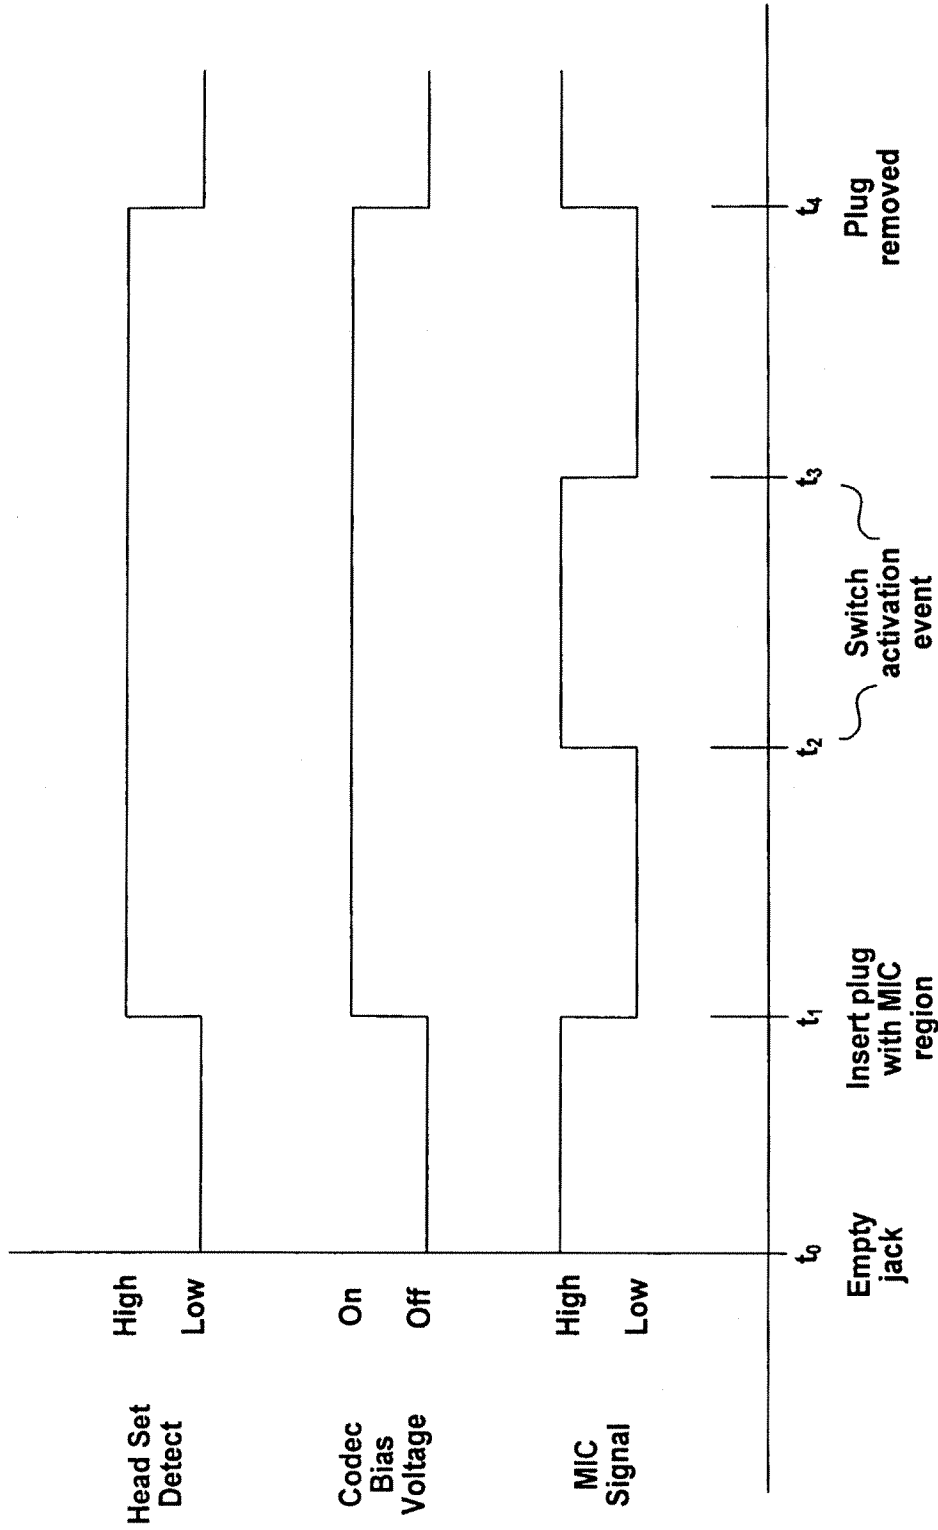 Head Set
Detect
High
Low
Codec
Bias
Voltage
On
Off
MIC
Signal
High
Low
t0
t1
t2
t3
t4
Empty
jack
Insert plug
with MIC
region
Switch
activation
event
Plug
removed